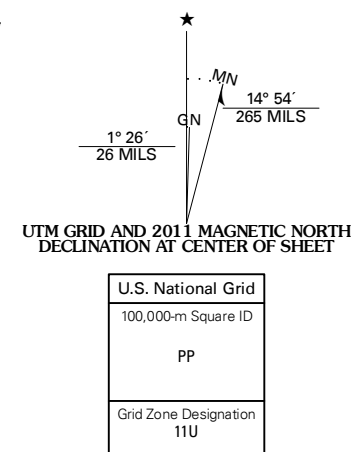 ★
MN
GN
14° 54´
265 MILS
1° 26´
26 MILS
UTM GRID AND 2011 MAGNETIC NORTH
DECLINATION AT CENTER OF SHEET
U.S. National Grid
100,000-m Square ID
PP
Grid Zone Designation
11U